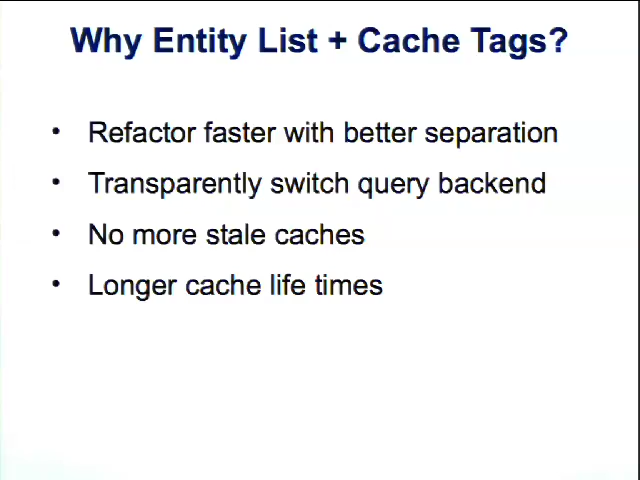 Why Entity List + Cache Tags?
• Refactor faster with better separation
• Transparently switch query backend
• No more stale caches
• Longer cache life times